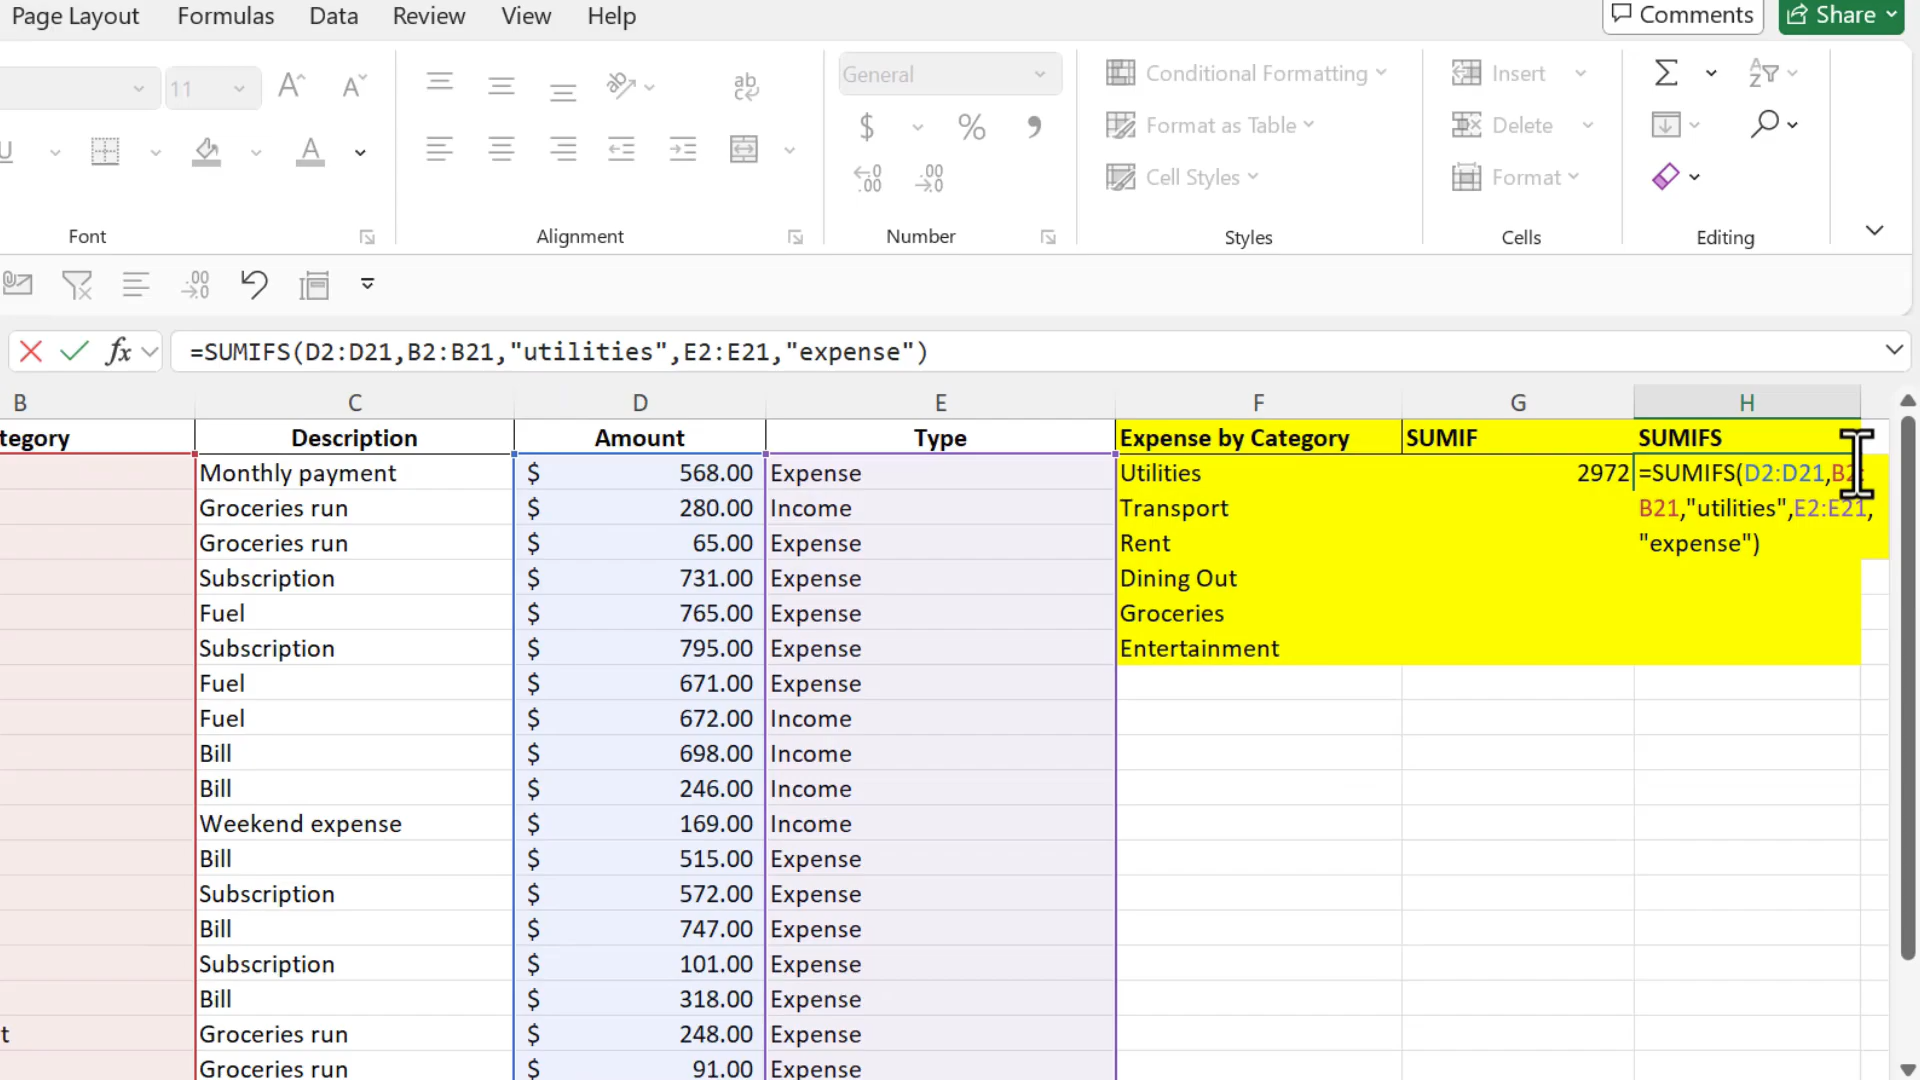 Page Layout Formulas Data Review View Help Comments Share
11 A A ab General Conditional Formatting Insert Σ A
c Z
U A $ % , Format as Table Delete
.00 .00 Cell Styles Format
Font Alignment Number Styles Cells Editing
fx =SUMIFS(D2:D21,B2:B21,"utilities",E2:E21,"expense")
B C D E F G H
tegory Description Amount Type Expense by Category SUMIF SUMIFS
Monthly payment $ 568.00 Expense Utilities 2972 =SUMIFS(D2:D21,B2:
Groceries run $ 280.00 Income Transport B21,"utilities",E2:E21,
Groceries run $ 65.00 Expense Rent "expense")
Subscription $ 731.00 Expense Dining Out
Fuel $ 765.00 Expense Groceries
Subscription $ 795.00 Expense Entertainment
Fuel $ 671.00 Expense
Fuel $ 672.00 Income
Bill $ 698.00 Income
Bill $ 246.00 Income
Weekend expense $ 169.00 Income
Bill $ 515.00 Expense
Subscription $ 572.00 Expense
Bill $ 747.00 Expense
Subscription $ 101.00 Expense
Bill $ 318.00 Expense
t Groceries run $ 248.00 Expense
Groceries run $ 91.00 Expense